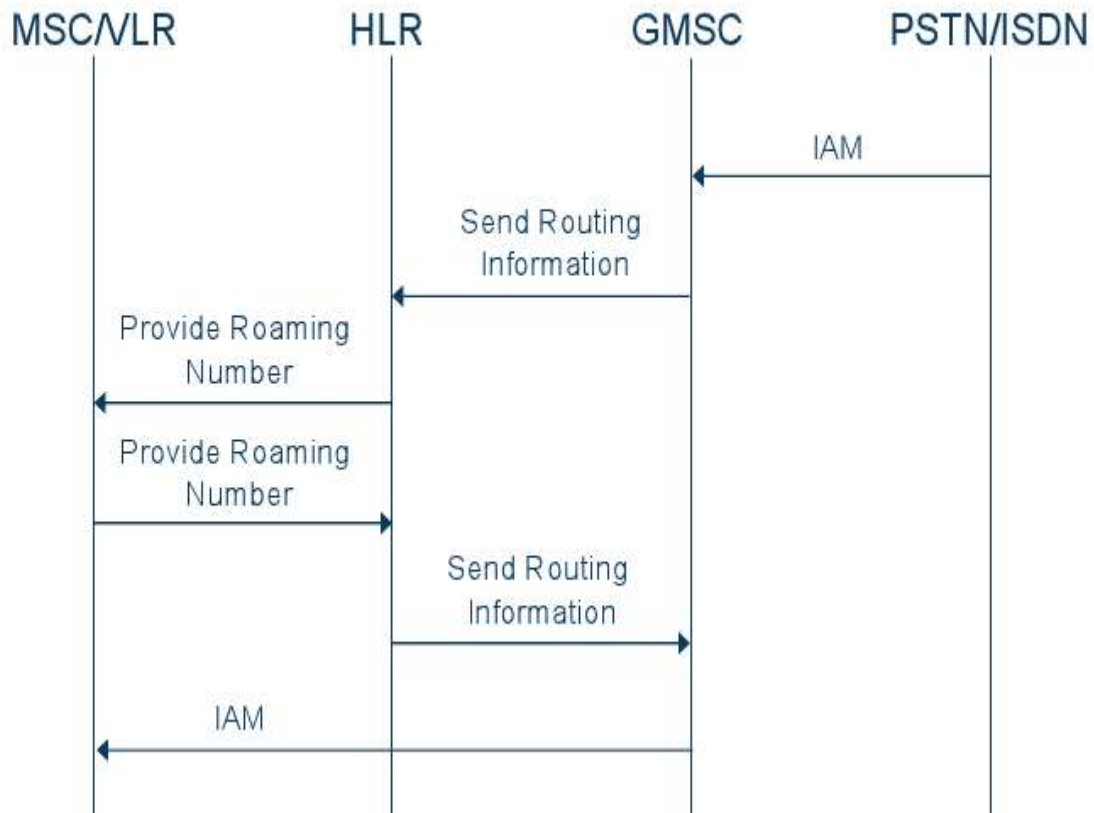 MSC/VLR HLR GMSC PSTN/ISDN
IAM
Send Routing
Information
Provide Roaming
Number
Provide Roaming
Number
Send Routing
Information
IAM